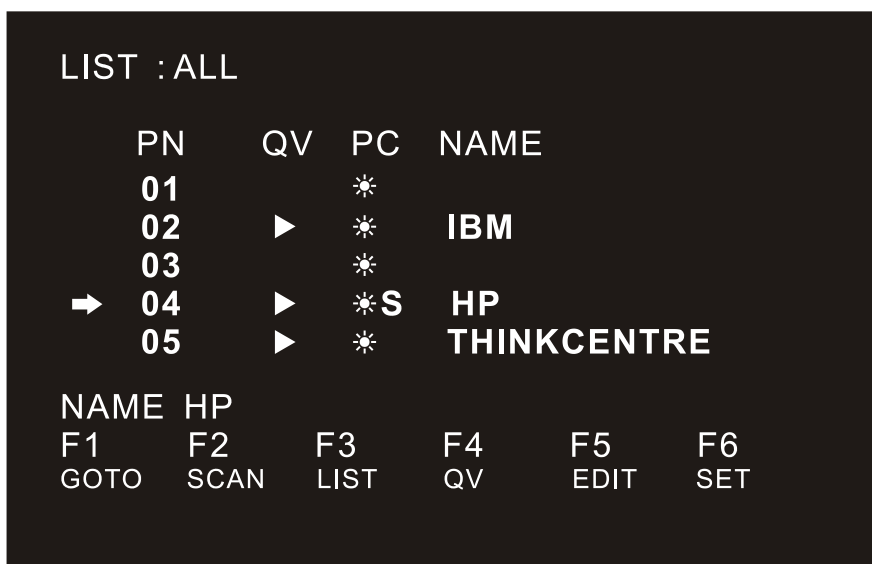 LIST : ALL
PN QV PC NAME
01 ☀
02 ▶ ☀ IBM
03 ☀
➡ 04 ▶ ☀S HP
05 ▶ ☀ THINKCENTRE
NAME HP
F1 F2 F3 F4 F5 F6
GOTO SCAN LIST QV EDIT SET